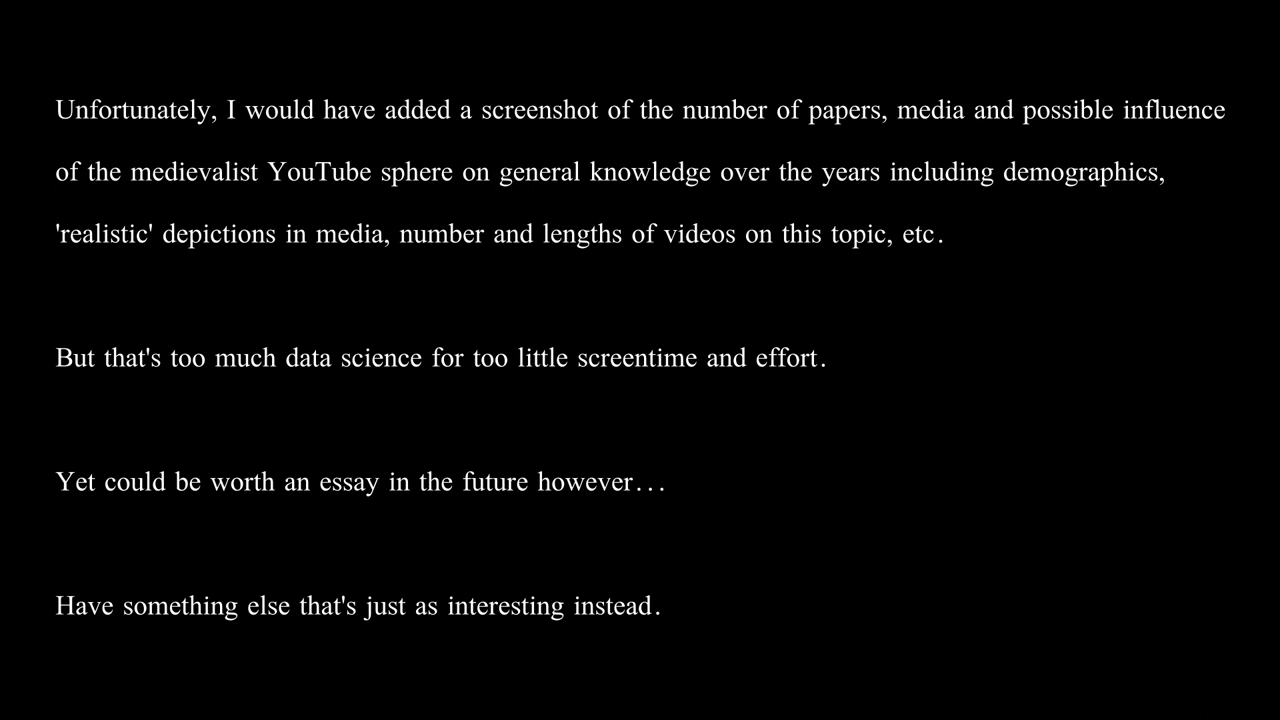 Unfortunately, I would have added a screenshot of the number of papers, media and possible influence
of the medievalist YouTube sphere on general knowledge over the years including demographics,
'realistic' depictions in media, number and lengths of videos on this topic, etc.
But that's too much data science for too little screentime and effort.
Yet could be worth an essay in the future however...
Have something else that's just as interesting instead.